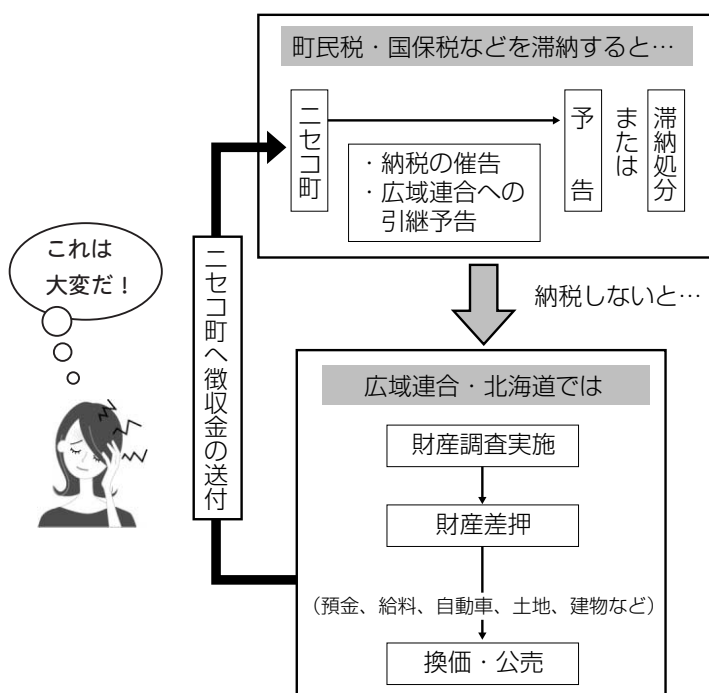 町民税・国保税などを滞納すると…
ニセコ町
・納税の催告
・広域連合への
引継予告
予告
または
滞納処分
これは
大変だ！
ニセコ町へ徴収金の送付
納税しないと…
広域連合・北海道では
財産調査実施
財産差押
（預金、給料、自動車、土地、建物など）
換価・公売